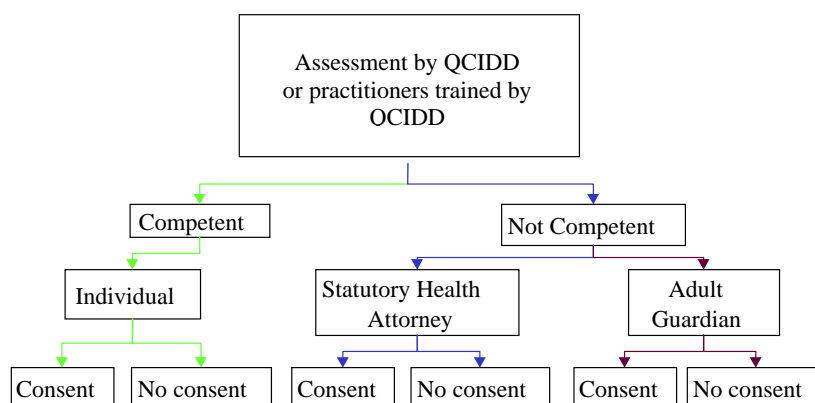 Assessment by QCIDD
or practitioners trained by
QCIDD
Competent
Not Competent
Individual
Statutory Health
Attorney
Adult
Guardian
Consent
No consent
Consent
No consent
Consent
No consent